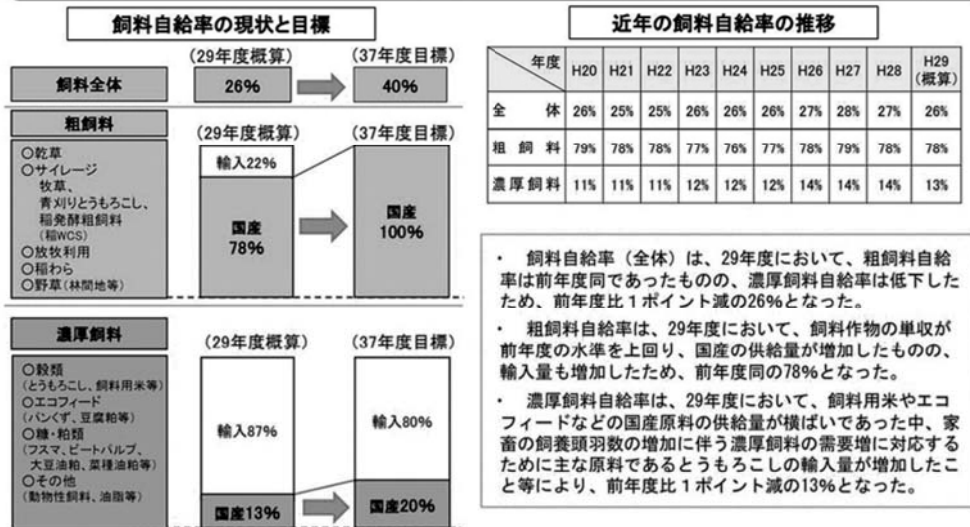 飼料自給率の現状と目標
(29年度概算)
(37年度目標)
飼料全体
26%
40%
粗飼料
(29年度概算)
(37年度目標)
○乾草
○サイレージ
牧草、
青刈りとうもろこし、
稲発酵粗飼料
(稲WCS)
○放牧利用
○稲わら
○野草(林間地等)
輸入22%
国産
78%
国産
100%
濃厚飼料
(29年度概算)
(37年度目標)
○穀類
(とうもろこし、飼料用米等)
○エコフィード
(パンくず、豆腐粕等)
○糠・粕類
(フスマ、ビートパルプ、
大豆油粕、菜種油粕等)
○その他
(動物性飼料、油脂等)
輸入87%
輸入80%
国産13%
国産20%
近年の飼料自給率の推移
年度 H20 H21 H22 H23 H24 H25 H26 H27 H28 H29
(概算)
全体 26% 25% 25% 26% 26% 26% 27% 28% 27% 26%
粗飼料 79% 78% 78% 77% 76% 77% 78% 79% 78% 78%
濃厚飼料 11% 11% 11% 12% 12% 12% 14% 14% 14% 13%
・ 飼料自給率（全体）は、29年度において、粗飼料自給
率は前年度同であったものの、濃厚飼料自給率は低下した
ため、前年度比１ポイント減の26%となった。
・ 粗飼料自給率は、29年度において、飼料作物の単収が
前年度の水準を上回り、国産の供給量が増加したものの、
輸入量も増加したため、前年度同の78%となった。
・ 濃厚飼料自給率は、29年度において、飼料用米やエコ
フィードなどの国産原料の供給量が横ばいであった中、家
畜の飼養頭羽数の増加に伴う濃厚飼料の需要増に対応する
ために主な原料であるとうもろこしの輸入量が増加したこ
と等により、前年度比１ポイント減の13%となった。